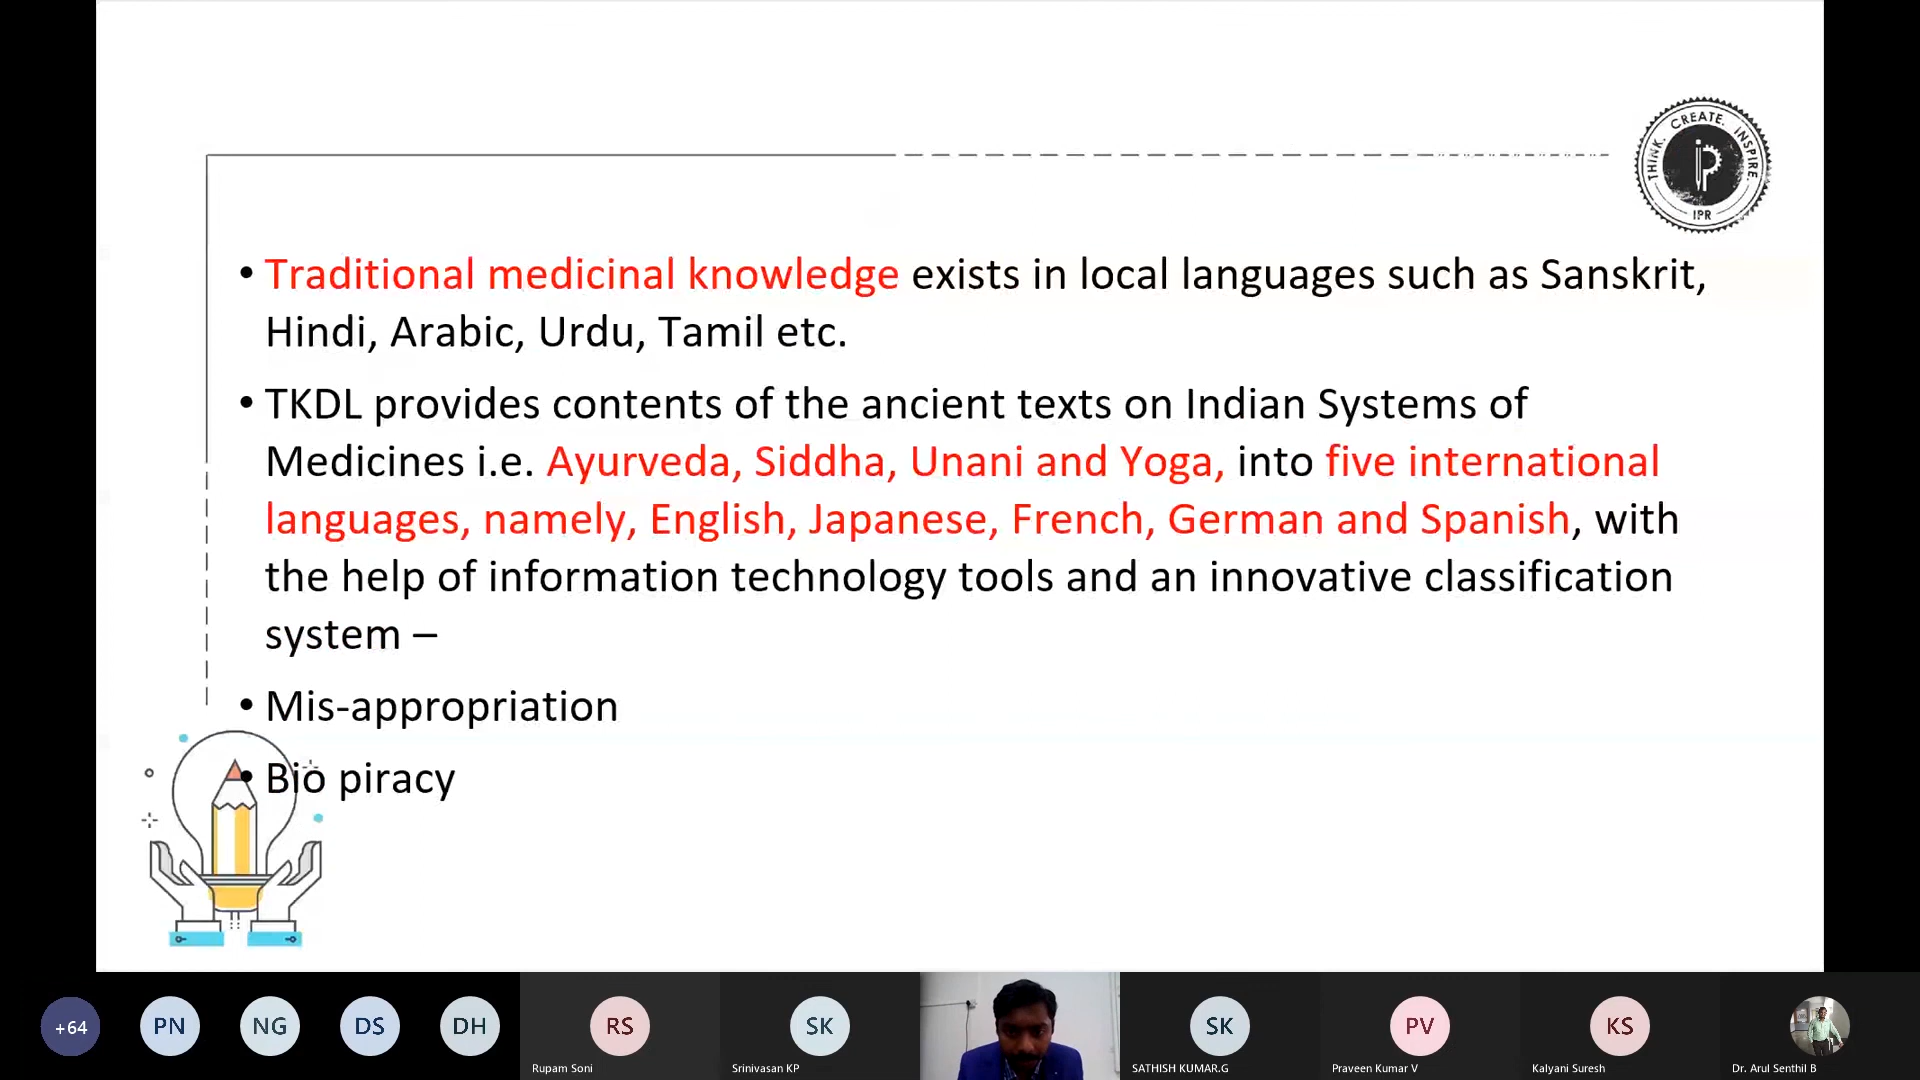 THINK. CREATE. INSPIRE.
iP
IPR
• Traditional medicinal knowledge exists in local languages such as Sanskrit,
Hindi, Arabic, Urdu, Tamil etc.
• TKDL provides contents of the ancient texts on Indian Systems of
Medicines i.e. Ayurveda, Siddha, Unani and Yoga, into five international
languages, namely, English, Japanese, French, German and Spanish, with
the help of information technology tools and an innovative classification
system –
• Mis-appropriation
• Bio piracy
+64 PN NG DS DH RS SK SK PV KS
Rupam Soni Srinivasan KP SATHISH KUMAR.G Praveen Kumar V Kalyani Suresh Dr. Arul Senthil B